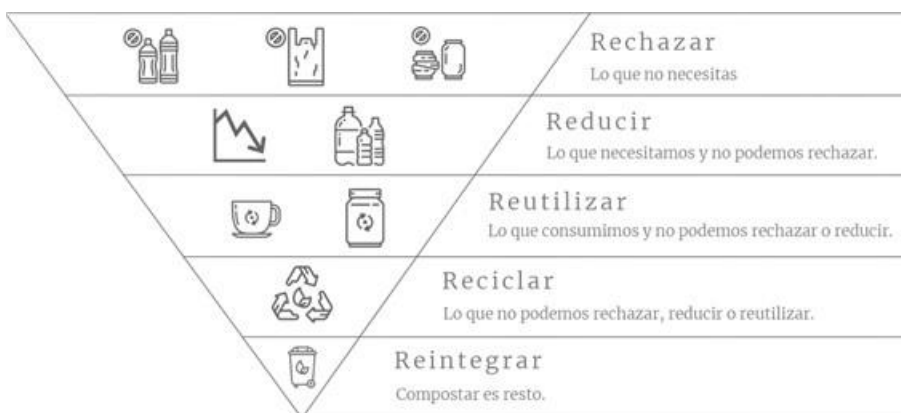 Rechazar
Lo que no necesitas
Reducir
Lo que necesitamos y no podemos rechazar.
Reutilizar
Lo que consumimos y no podemos rechazar o reducir.
Reciclar
Lo que no podemos rechazar, reducir o reutilizar.
Reintegrar
Compostar es resto.